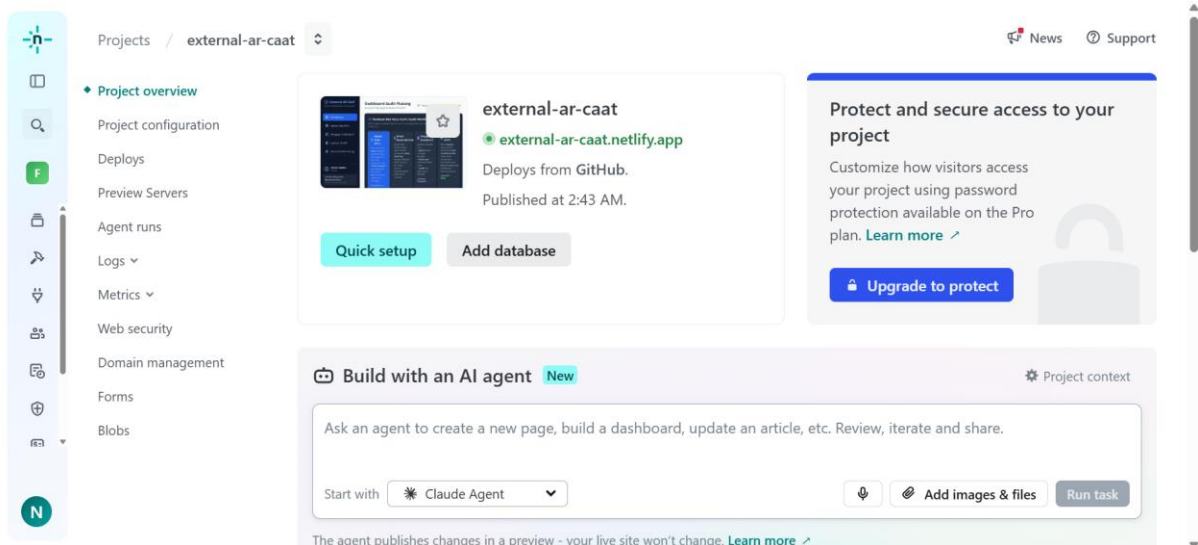 Projects / external-ar-caat
News
Support
Project overview
Project configuration
Deploys
Preview Servers
Agent runs
Logs
Metrics
Web security
Domain management
Forms
Blobs
F
N
external-ar-caat
external-ar-caat.netlify.app
Deploys from GitHub.
Published at 2:43 AM.
Quick setup
Add database
Protect and secure access to your
project
Customize how visitors access
your project using password
protection available on the Pro
plan. Learn more ↗
Upgrade to protect
Build with an AI agent New
Project context
Ask an agent to create a new page, build a dashboard, update an article, etc. Review, iterate and share.
Start with Claude Agent
Add images & files
Run task
The agent publishes changes in a preview - your live site won't change. Learn more ↗